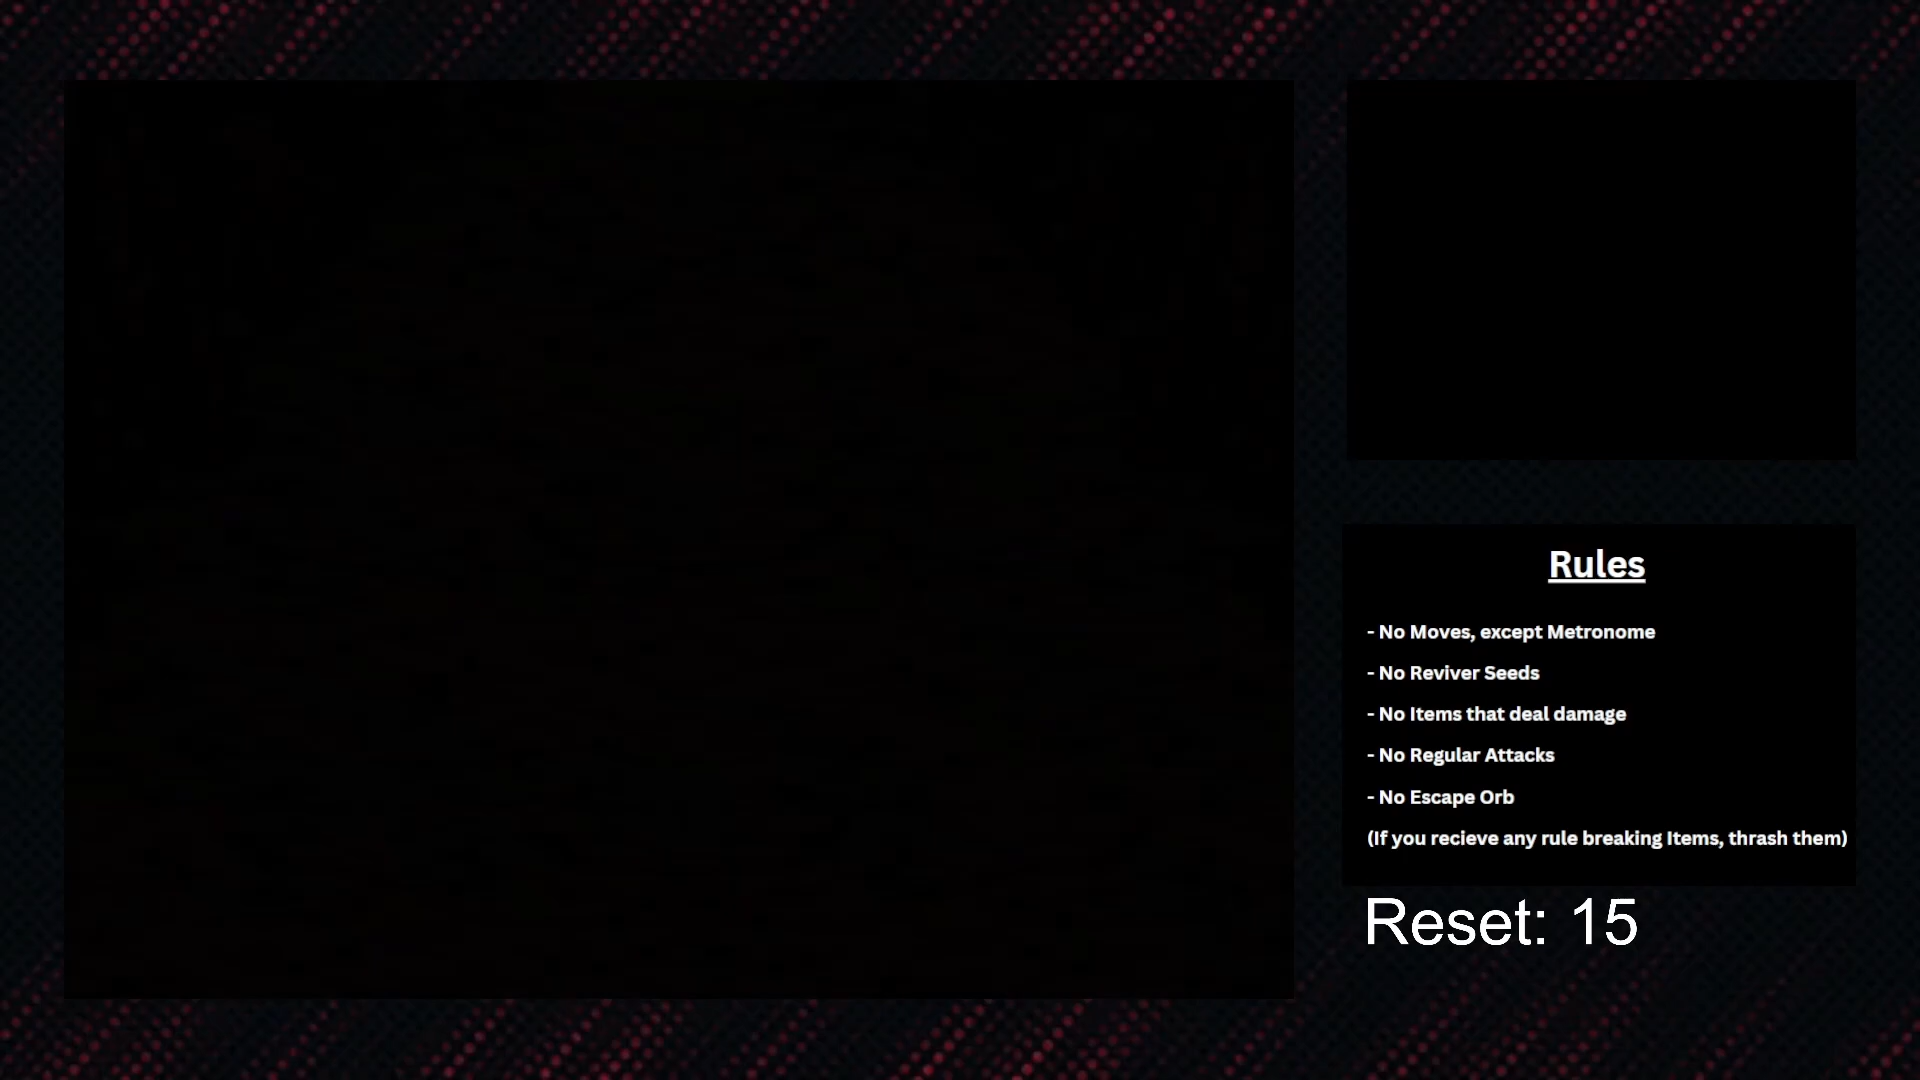 Rules
- No Moves, except Metronome
- No Reviver Seeds
- No Items that deal damage
- No Regular Attacks
- No Escape Orb
(If you recieve any rule breaking Items, thrash them)
Reset: 15